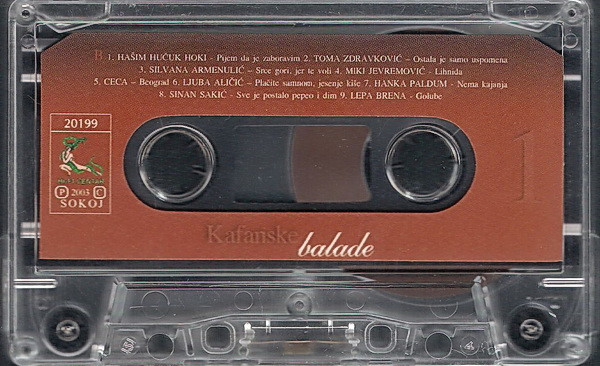 B 1. HAŠIM HUČUK HOKI - Pijem da je zaboravim 2. TOMA ZDRAVKOVIĆ – Ostala je samo uspomena
3. SILVANA ARMENULIĆ – Srce gori, jer te voli 4. MIKI JEVREMOVIĆ - Lihnida
5. CECA – Beograd 6. LJUBA ALIČIĆ – Plačite samnom, jesenje kiše 7. HANKA PALDUM - Nema kajanja
8. SINAN SAKIĆ - Sve je postalo pepeo i dim 9. LEPA BRENA - Golube
20199
P 2003 C
SOKOJ
1
Kafanske
balade